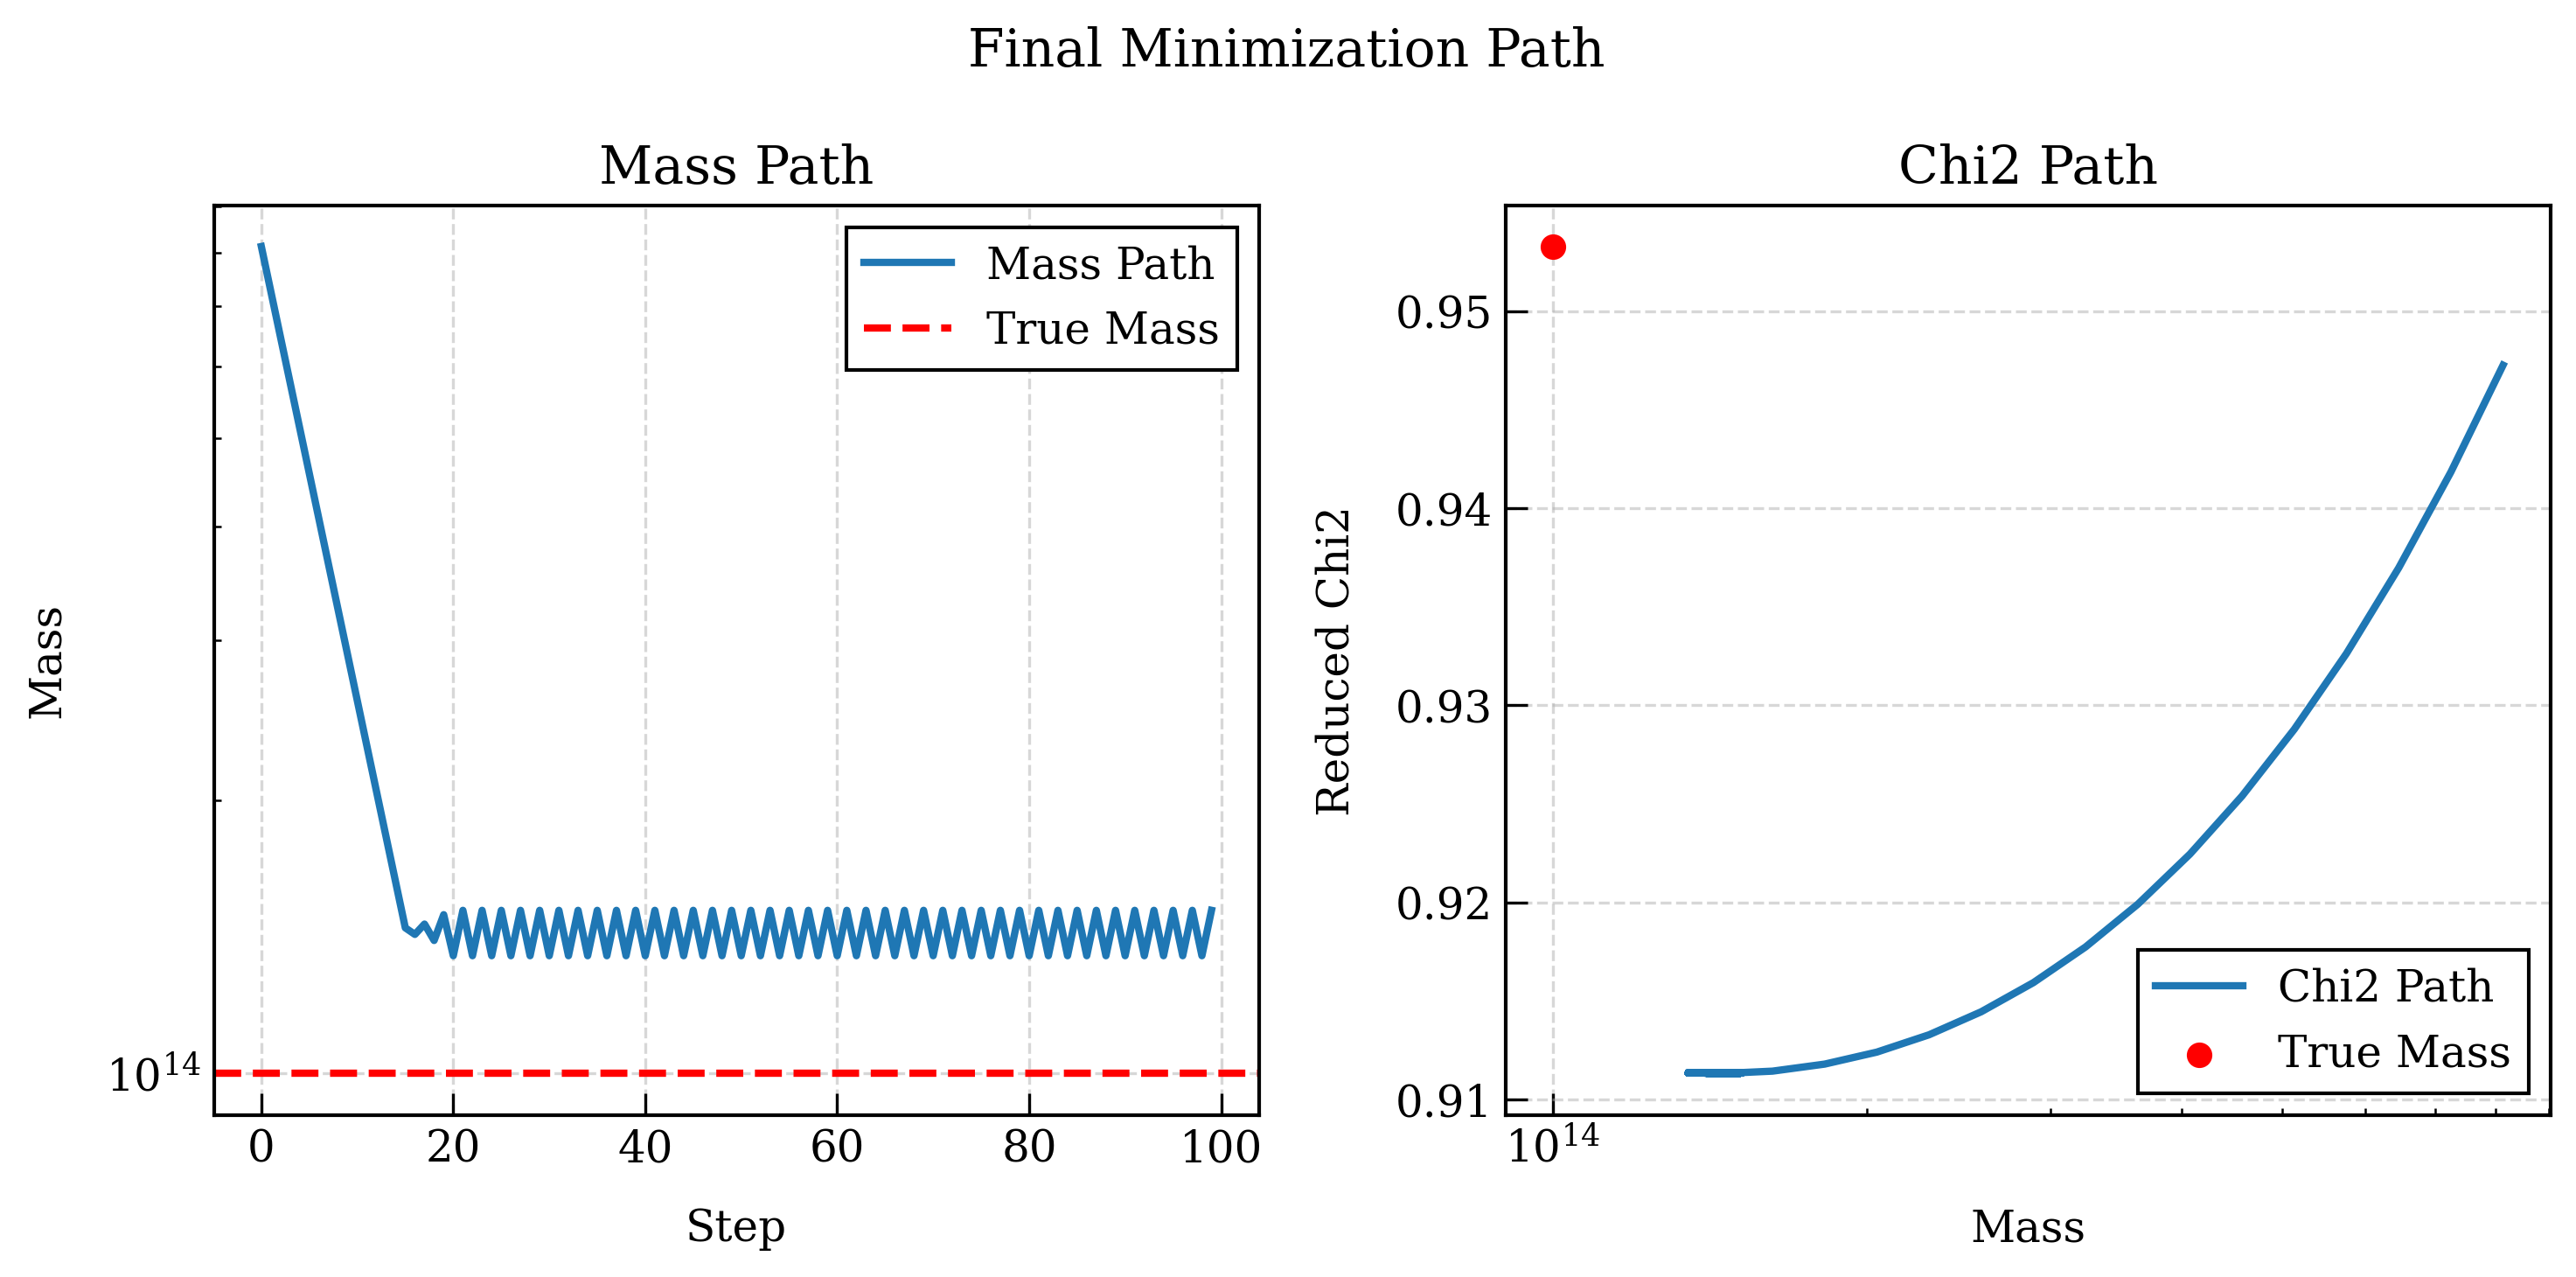 Final Minimization Path
Mass Path
Mass Path
True Mass
Mass
10^14
0 20 40 60 80 100
Step
Chi2 Path
Reduced Chi2
0.95
0.94
0.93
0.92
0.91
Chi2 Path
True Mass
10^14
Mass